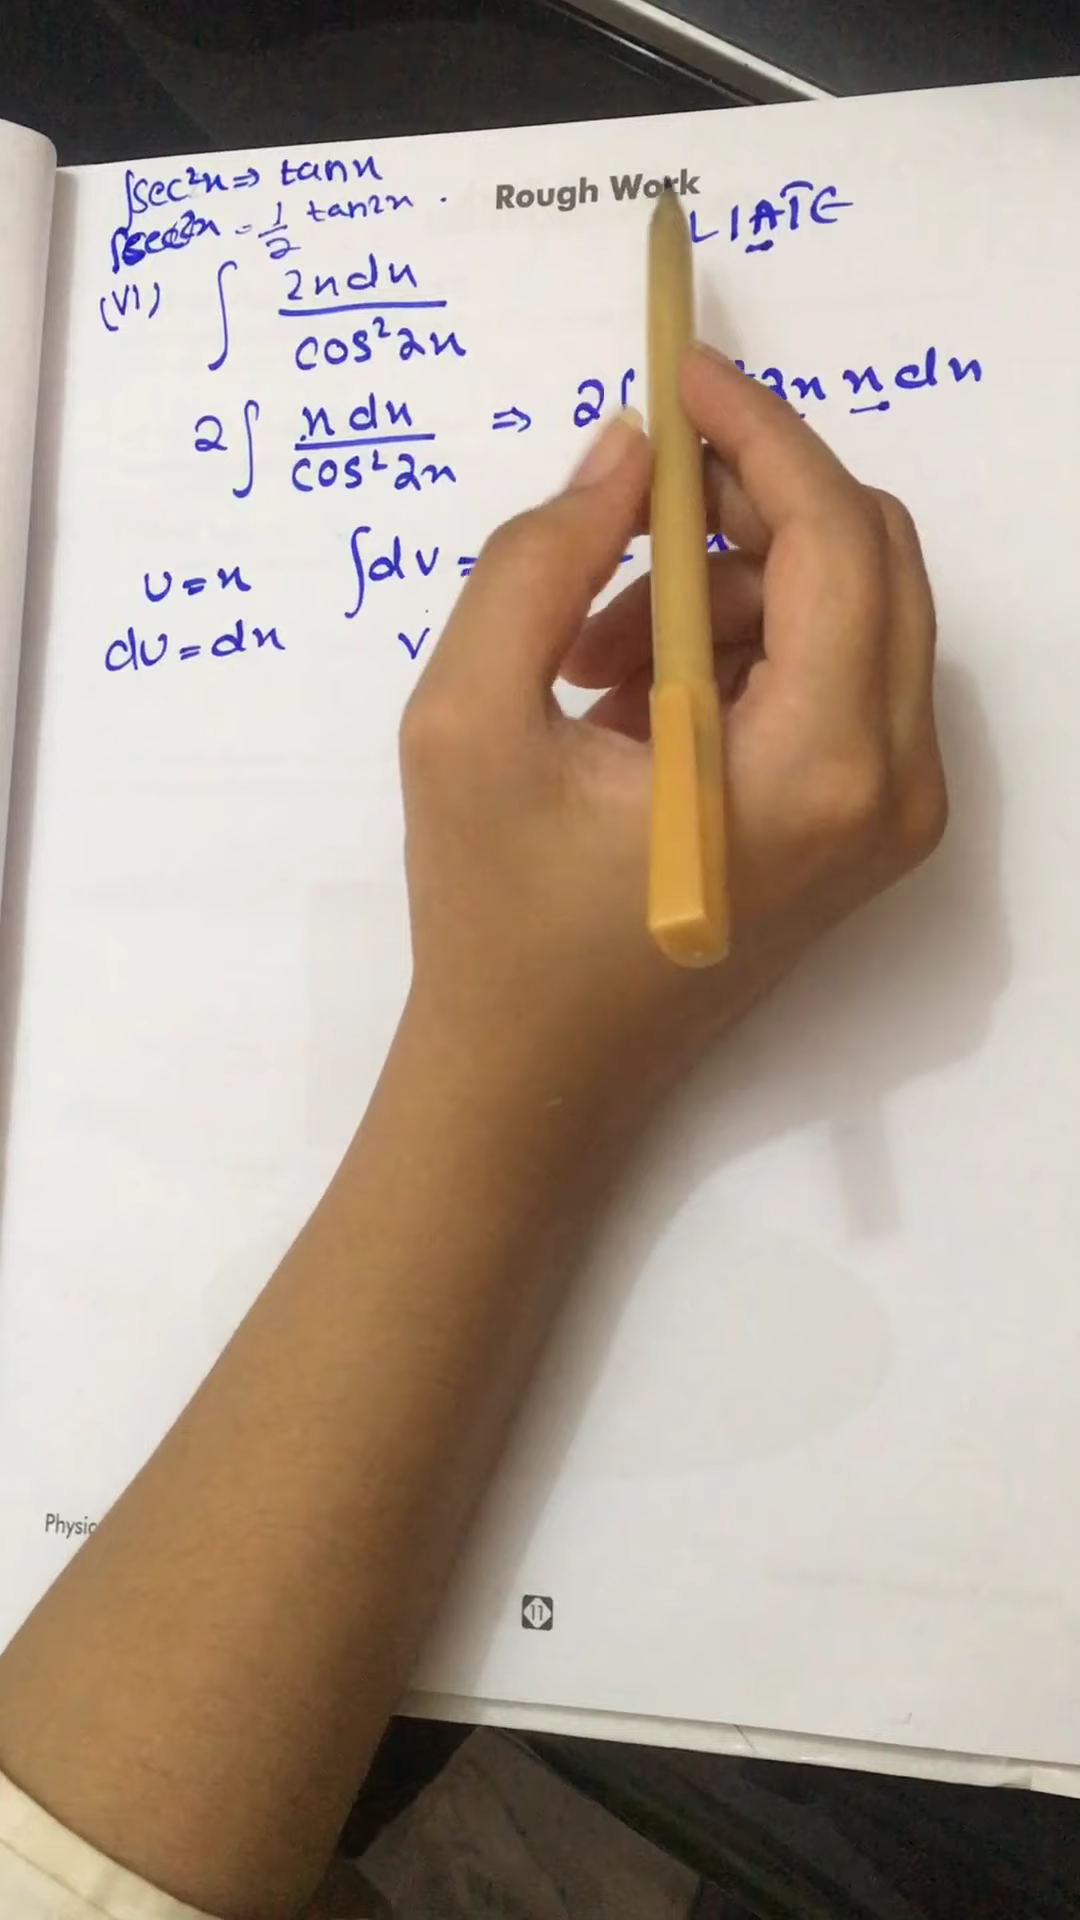 ∫sec²x ⇒ tanx
∫sec²2x = 1/2 tan2x .
Rough Work
LIATE
(VI) ∫ 2xdx / cos²2x
2∫ xdx / cos²2x ⇒ 2∫ 2x x dx
u = x ∫dv =
du = dx v
Physic
11